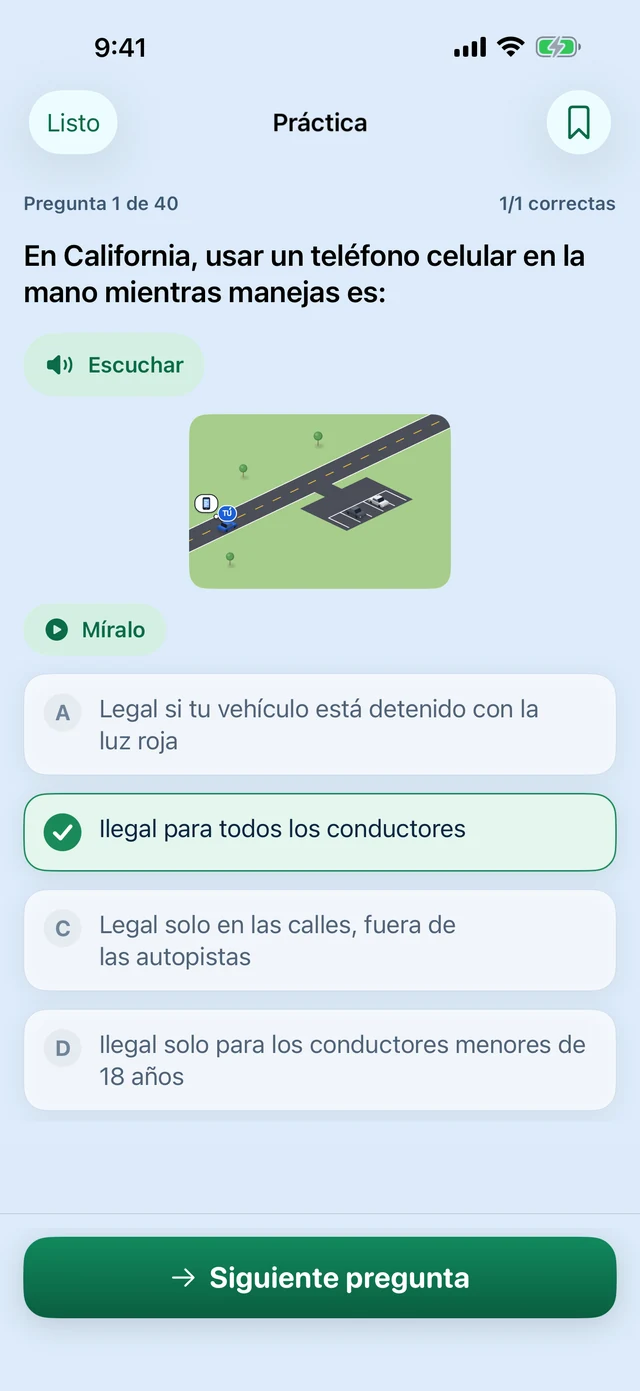 9:41
Listo
Práctica
Pregunta 1 de 40
1/1 correctas
En California, usar un teléfono celular en la
mano mientras manejas es:
Escuchar
TÚ
Míralo
A
Legal si tu vehículo está detenido con la
luz roja
Ilegal para todos los conductores
C
Legal solo en las calles, fuera de
las autopistas
D
Ilegal solo para los conductores menores de
18 años
→ Siguiente pregunta